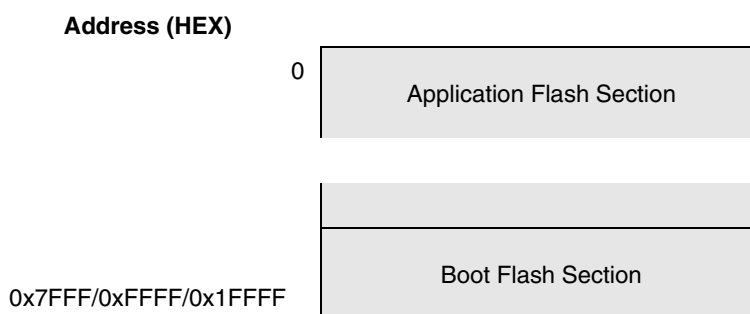 Address (HEX)
0
Application Flash Section
Boot Flash Section
0x7FFF/0xFFFF/0x1FFFF